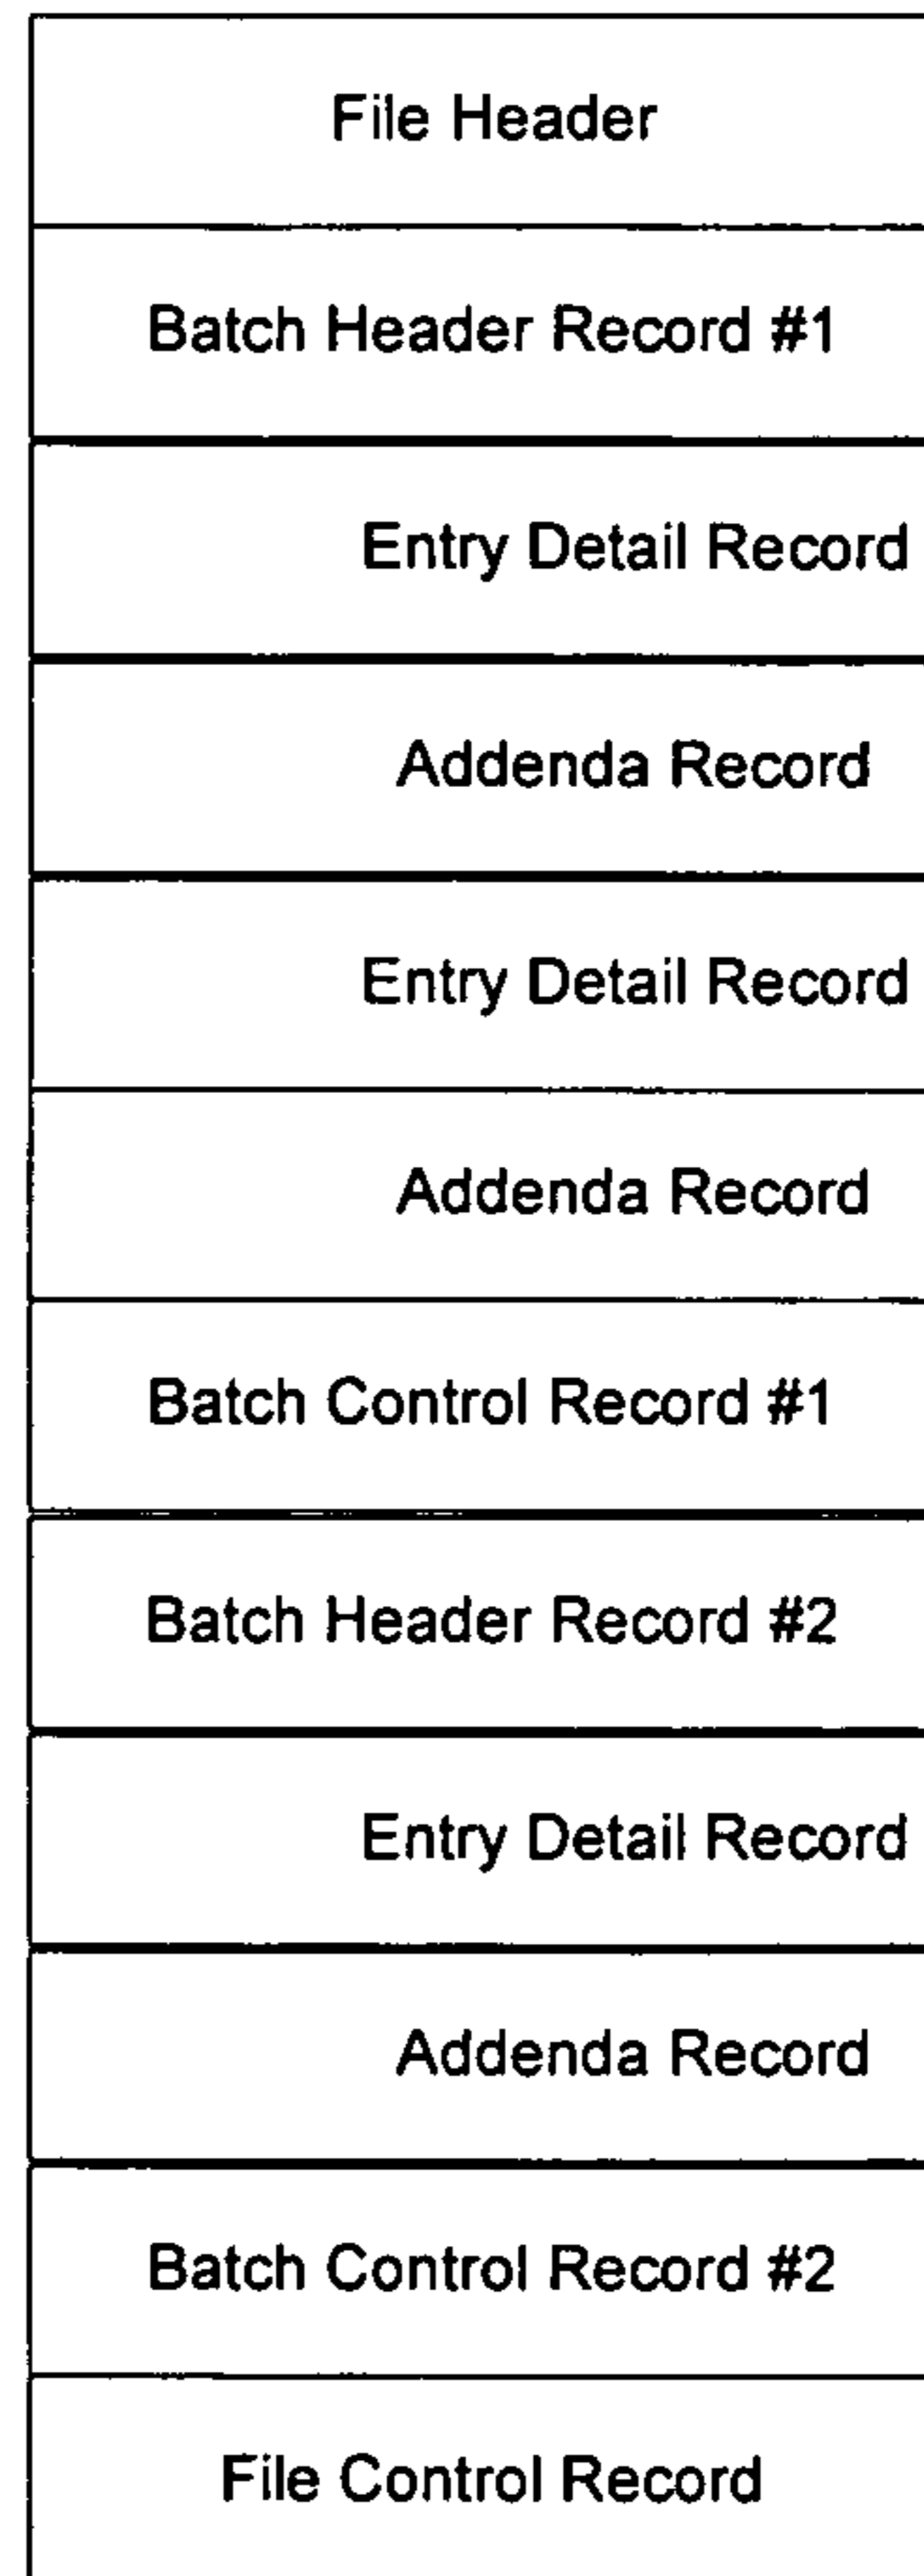 File Header
Batch Header Record #1
Entry Detail Record
Addenda Record
Entry Detail Record
Addenda Record
Batch Control Record #1
Batch Header Record #2
Entry Detail Record
Addenda Record
Batch Control Record #2
File Control Record